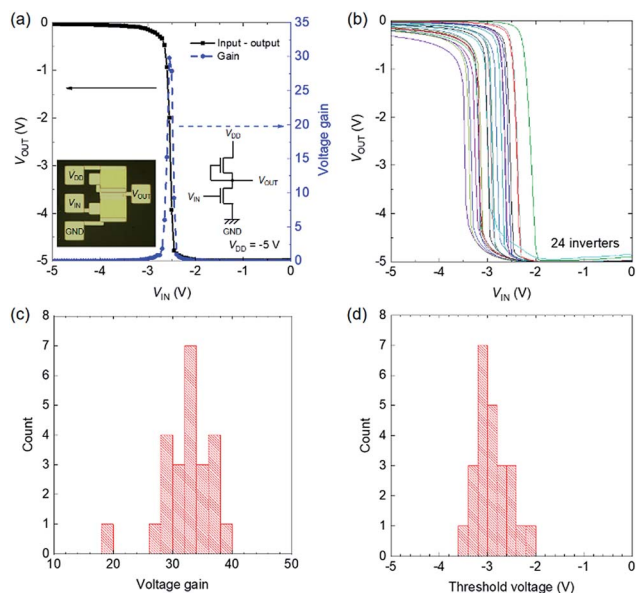 (a)
0
-1
-2
-3
-4
-5
V_OUT (V)
Input - output
Gain
35
30
25
20
15
10
5
0
Voltage gain
V_DD
V_IN
V_OUT
GND
V_DD
V_OUT
V_IN
GND
V_DD = -5 V
-5 -4 -3 -2 -1 0
V_IN (V)
(b)
0
-1
-2
-3
-4
-5
V_OUT (V)
24 inverters
-5 -4 -3 -2 -1 0
V_IN (V)
(c)
8
7
6
5
4
3
2
1
0
Count
10 20 30 40 50
Voltage gain
(d)
8
7
6
5
4
3
2
1
0
Count
-5 -4 -3 -2 -1 0
Threshold voltage (V)